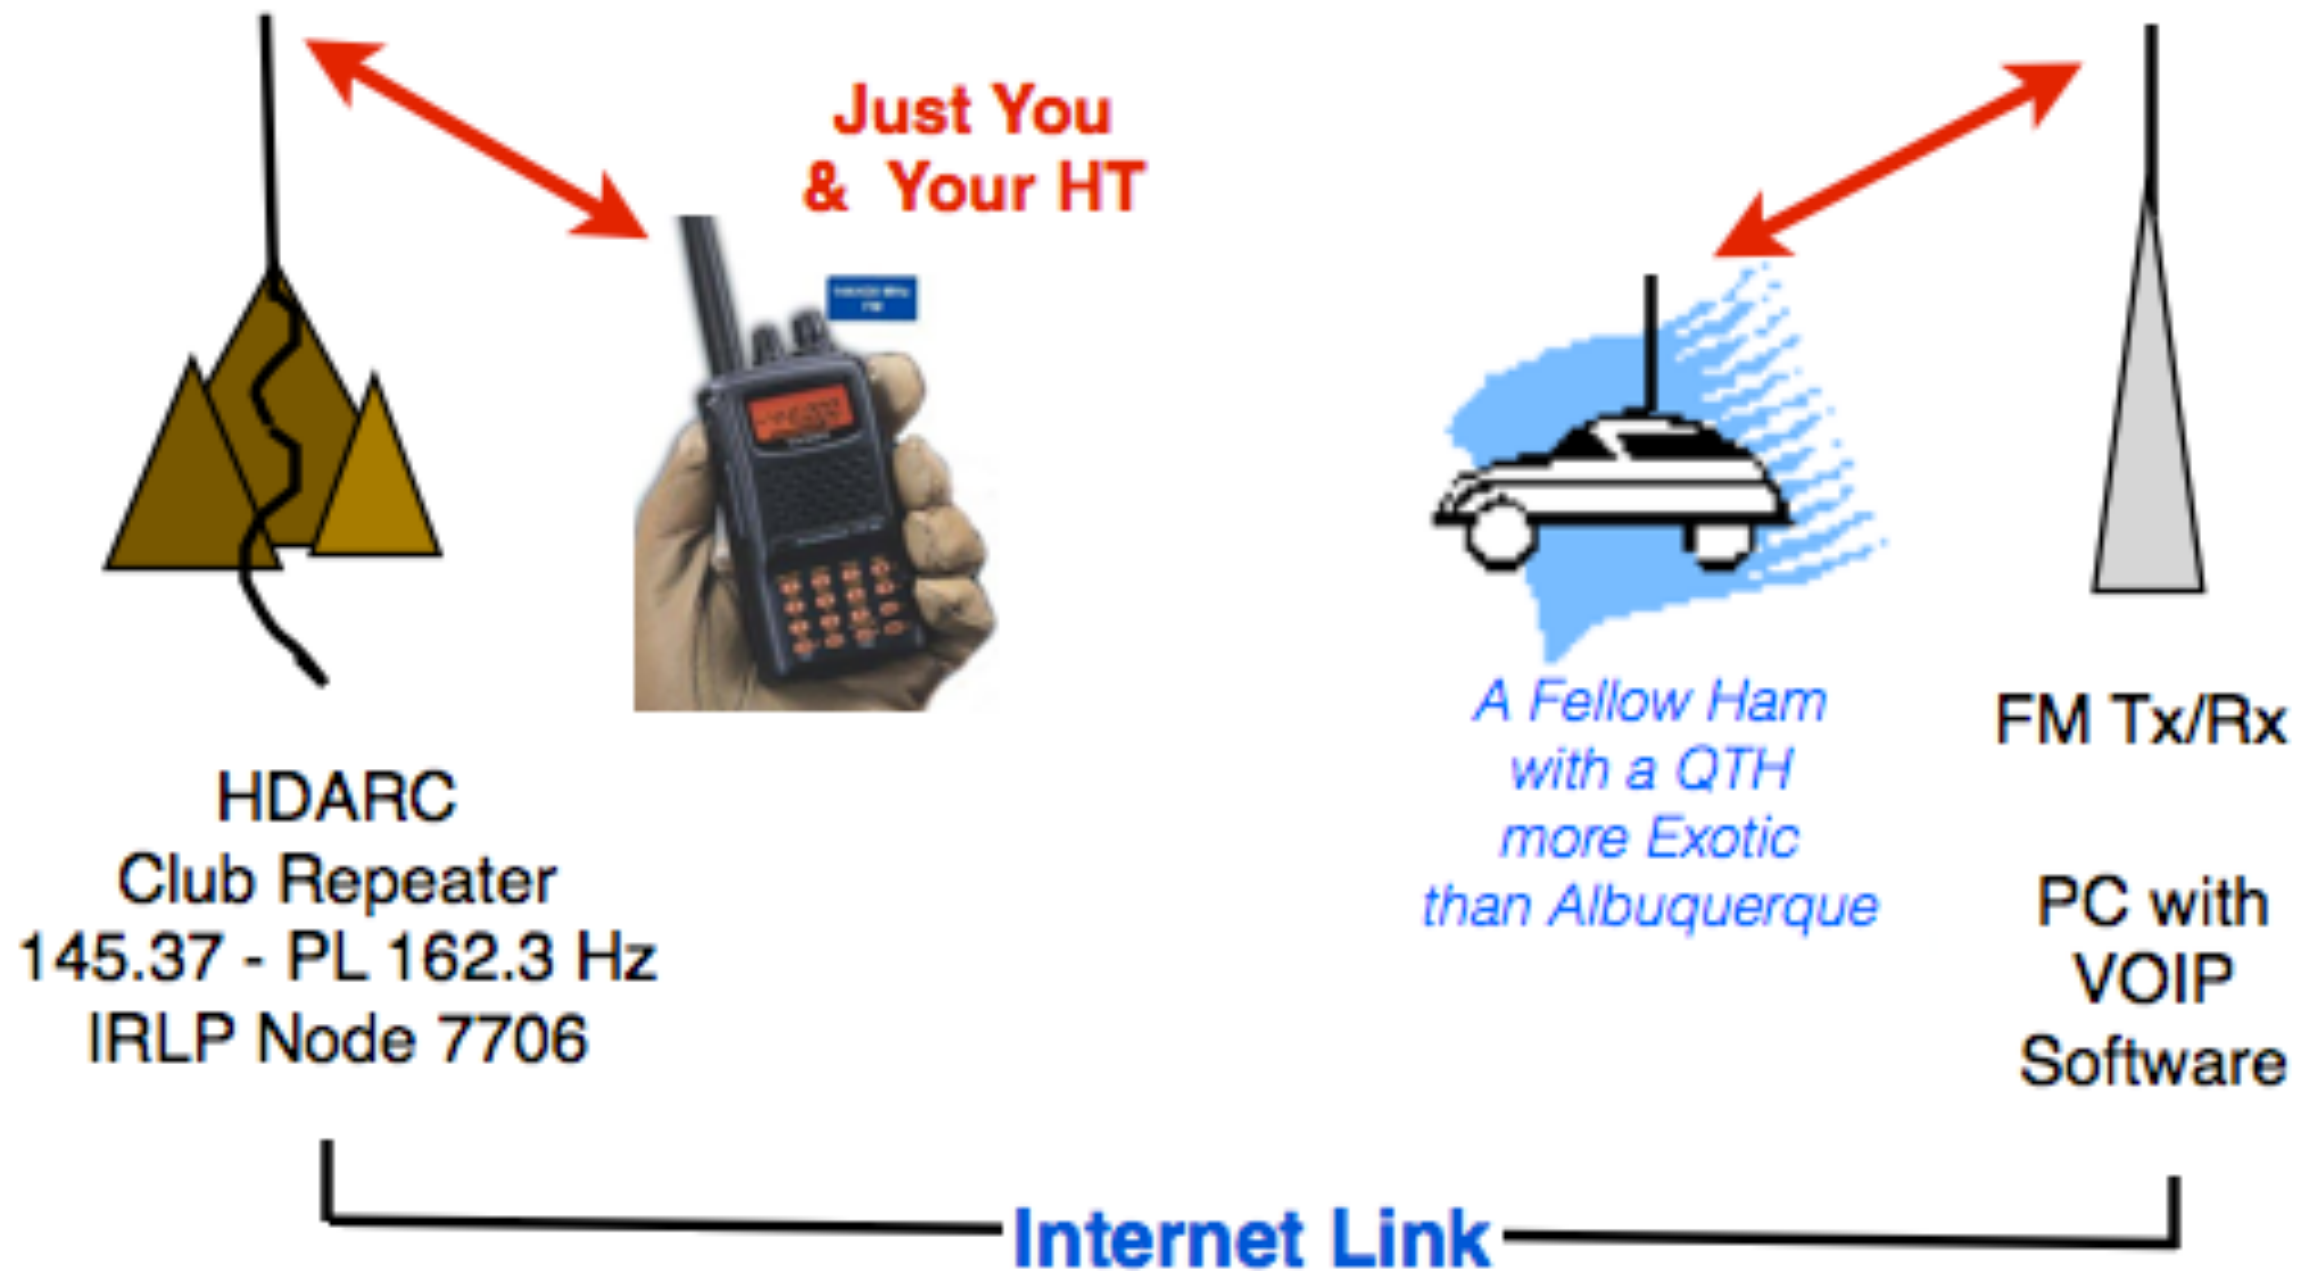 Just You
& Your HT
HDARC
Club Repeater
145.37 - PL 162.3 Hz
IRLP Node 7706
A Fellow Ham
with a QTH
more Exotic
than Albuquerque
FM Tx/Rx
PC with
VOIP
Software
Internet Link